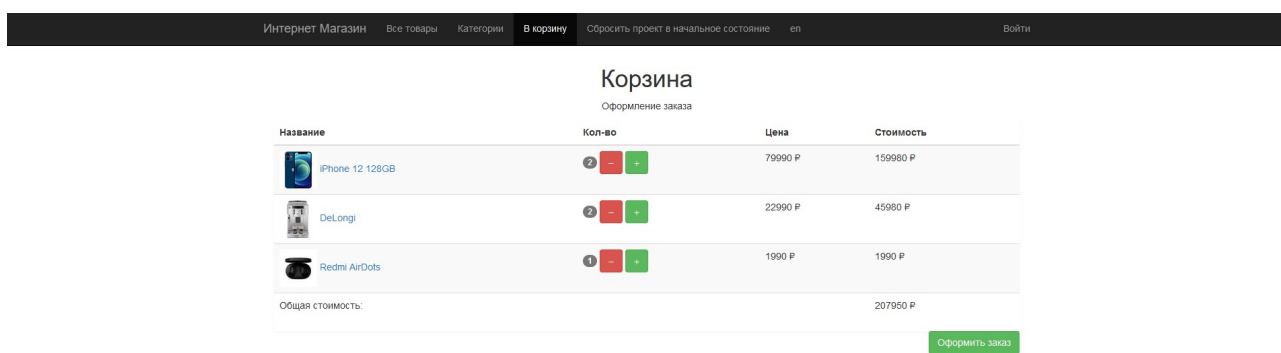 Интернет Магазин Все товары Категории В корзину Сбросить проект в начальное состояние en Войти
Корзина
Оформление заказа
Название Кол-во Цена Стоимость
iPhone 12 128GB 2 – + 79990 ₽ 159980 ₽
DeLongi 2 – + 22990 ₽ 45980 ₽
Redmi AirDots 1 – + 1990 ₽ 1990 ₽
Общая стоимость: 207950 ₽
Оформить заказ